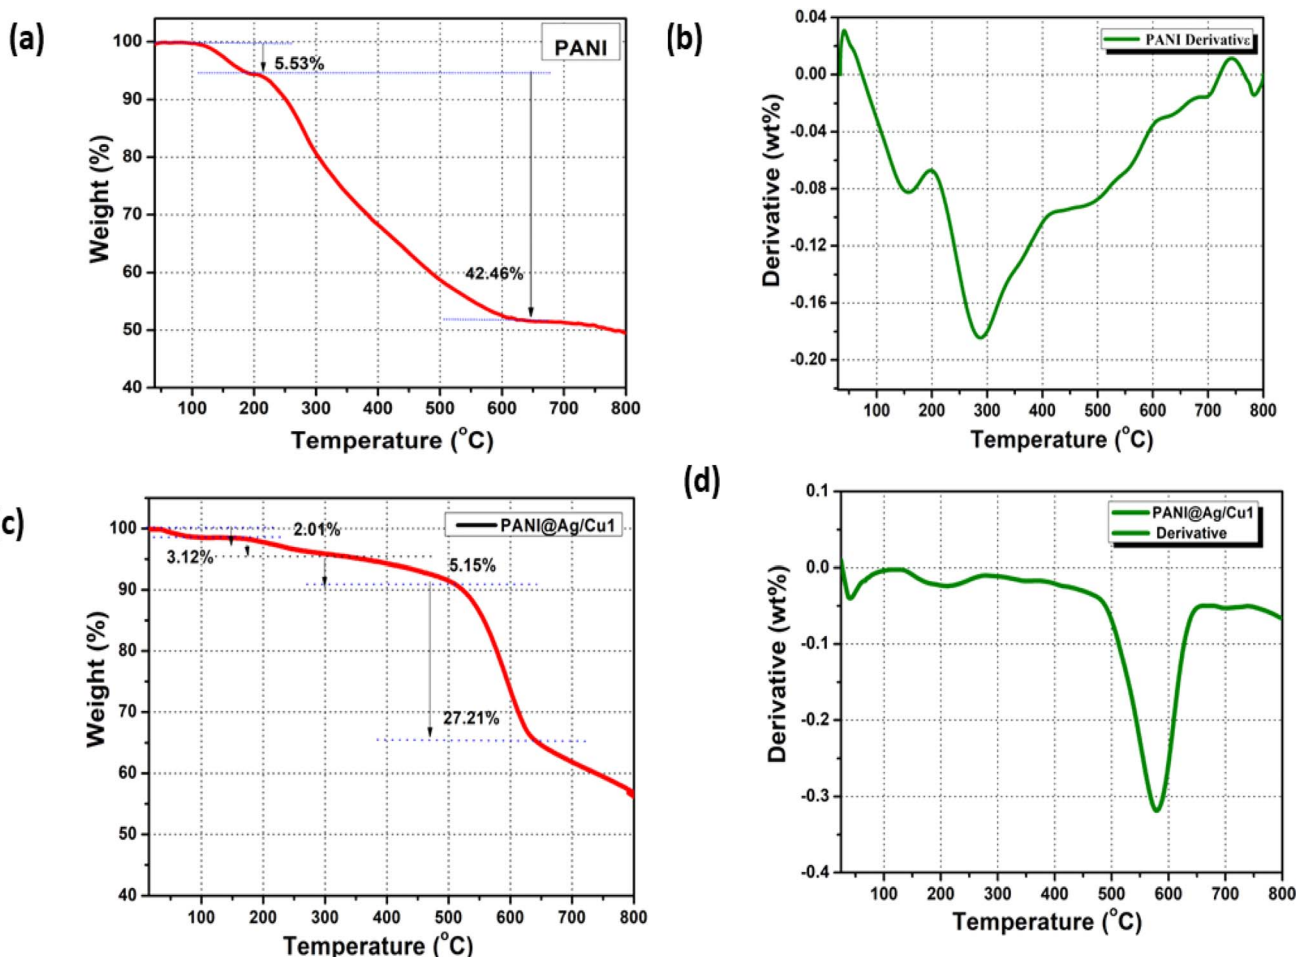 (a)
PANI
5.53%
42.46%
Weight (%)
100
90
80
70
60
50
40
100 200 300 400 500 600 700 800
Temperature (°C)
(b)
PANI Derivative
Derivative (wt%)
0.04
0.00
-0.04
-0.08
-0.12
-0.16
-0.20
100 200 300 400 500 600 700 800
Temperature (°C)
c)
PANI@Ag/Cu1
2.01%
3.12%
5.15%
27.21%
Weight (%)
100
90
80
70
60
50
40
100 200 300 400 500 600 700 800
Temperature (°C)
(d)
PANI@Ag/Cu1
Derivative
Derivative (wt%)
0.1
0.0
-0.1
-0.2
-0.3
-0.4
100 200 300 400 500 600 700 800
Temperature (°C)